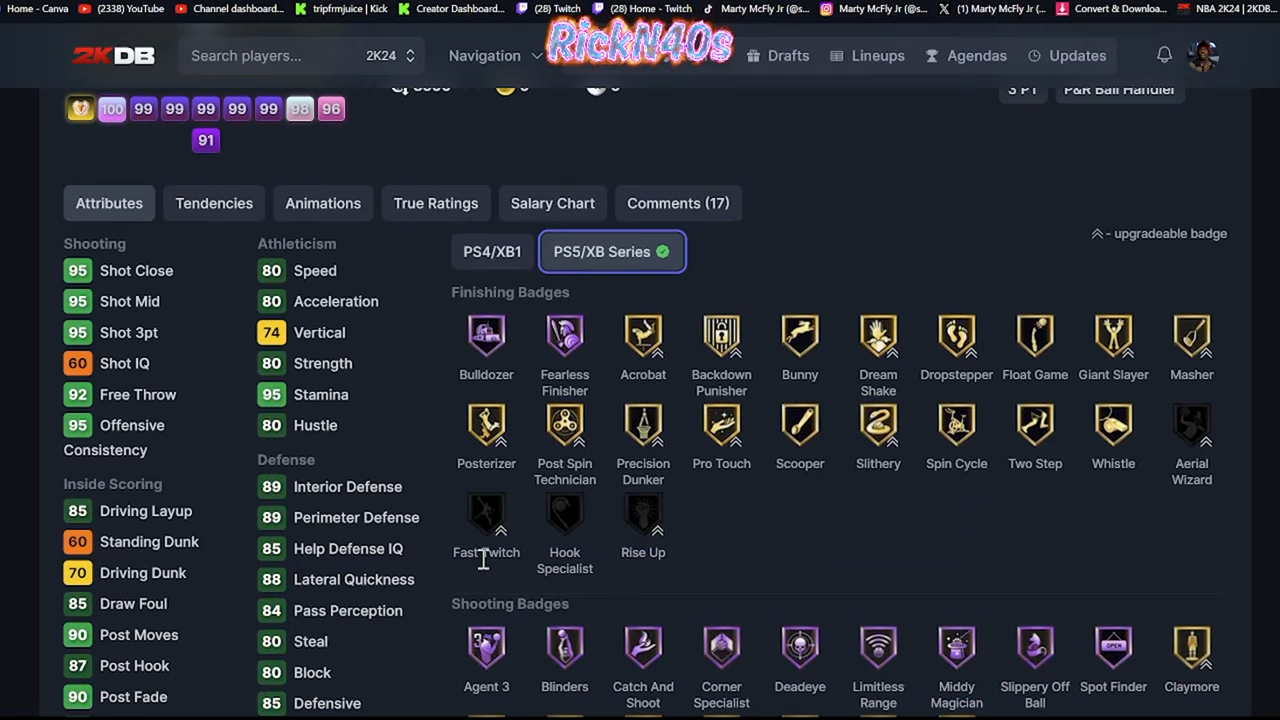 Home - Canva (2338) YouTube Channel dashboard... tripfrmjuice | Kick Creator Dashboard... (28) Twitch (28) Home - Twitch Marty McFly Jr (@s... Marty McFly Jr (@s... (1) Marty McFly Jr (... Convert & Downloa... NBA 2K24 | 2KDB...
RickN40s
2KDB Search players... 2K24 Navigation Drafts Lineups Agendas Updates
3 PT P&R Ball Handler
100 99 99 99 99 99 98 96
91
Attributes Tendencies Animations True Ratings Salary Chart Comments (17)
PS4/XB1 PS5/XB Series - upgradeable badge
Shooting
95 Shot Close
95 Shot Mid
95 Shot 3pt
60 Shot IQ
92 Free Throw
95 Offensive
Consistency
Inside Scoring
85 Driving Layup
60 Standing Dunk
70 Driving Dunk
85 Draw Foul
90 Post Moves
87 Post Hook
90 Post Fade
Athleticism
80 Speed
80 Acceleration
74 Vertical
80 Strength
95 Stamina
80 Hustle
Defense
89 Interior Defense
89 Perimeter Defense
85 Help Defense IQ
88 Lateral Quickness
84 Pass Perception
80 Steal
80 Block
85 Defensive
Finishing Badges
Bulldozer Fearless Finisher Acrobat Backdown Punisher Bunny Dream Shake Dropstepper Float Game Giant Slayer Masher
Posterizer Post Spin Technician Precision Dunker Pro Touch Scooper Slithery Spin Cycle Two Step Whistle Aerial Wizard
Fast Twitch Hook Specialist Rise Up
Shooting Badges
OPEN
Agent 3 Blinders Catch And Shoot Corner Specialist Deadeye Limitless Range Middy Magician Slippery Off Ball Spot Finder Claymore